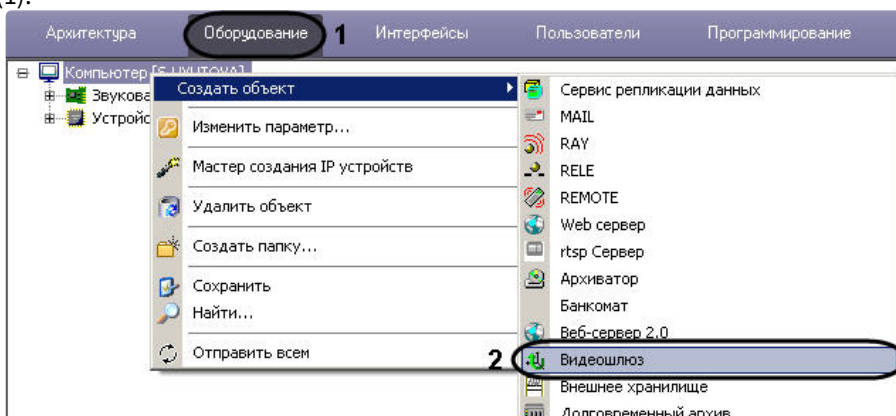 (1).
Архитектура Оборудование 1 Интерфейсы Пользователи Программирование
Компьютер
Создать объект
Изменить параметр...
Мастер создания IP устройств
Удалить объект
Создать папку...
Сохранить
Найти...
Отправить всем
Сервис репликации данных
MAIL
RAY
RELE
REMOTE
Web сервер
rtsp Сервер
Архиватор
Банкомат
Веб-сервер 2.0
2 Видеошлюз
Внешнее хранилище
Долговременный архив